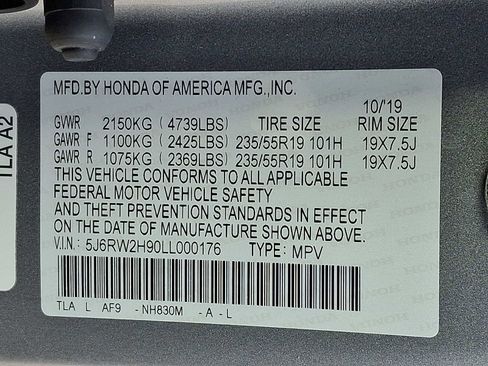 MFD.BY HONDA OF AMERICA MFG.,INC.
10/'19
GVWR 2150KG (4739LBS) TIRE SIZE RIM SIZE
GAWR F 1100KG (2425LBS) 235/55R19 101H 19X7.5J
GAWR R 1075KG (2369LBS) 235/55R19 101H 19X7.5J
THIS VEHICLE CONFORMS TO ALL APPLICABLE
FEDERAL MOTOR VEHICLE SAFETY
AND THEFT PREVENTION STANDARDS IN EFFECT
ON THE DATE OF MANUFACTURE SHOWN ABOVE.
V.I.N: 5J6RW2H90LL000176 TYPE: MPV
TLA L AF9 -NH830M -A-L
TLA A2